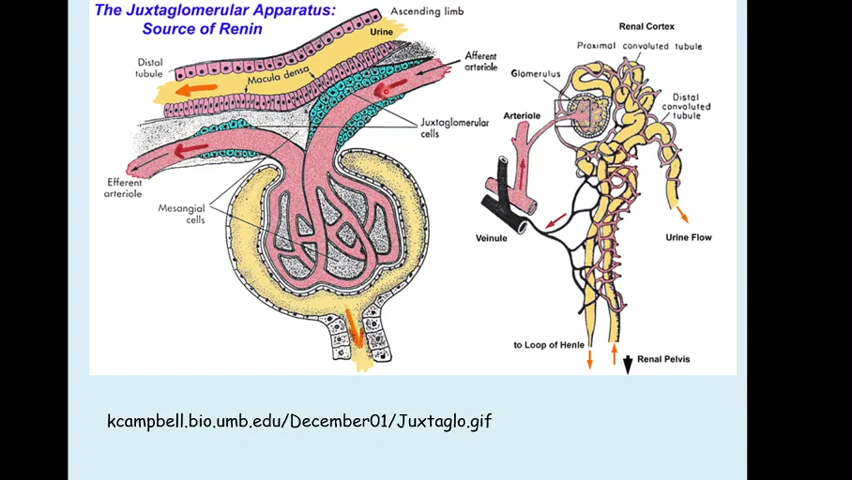 The Juxtaglomerular Apparatus:
Source of Renin
Ascending limb
Urine
Distal
tubule
Macula densa
Afferent
arteriole
Juxtaglomerular
cells
Efferent
arteriole
Mesangial
cells
Renal Cortex
Proximal convoluted tubule
Glomerulus
Distal
convoluted
tubule
Arteriole
Veinule
Urine Flow
to Loop of Henle
Renal Pelvis
kcampbell.bio.umb.edu/December01/Juxtaglo.gif